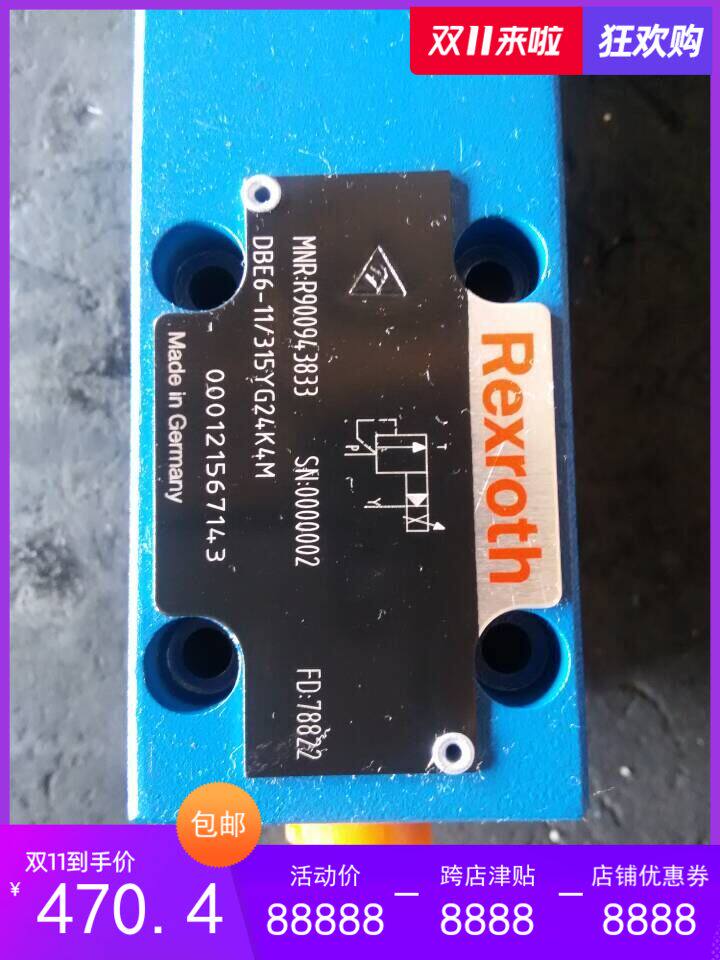 双11来啦
狂欢购
Rexroth
MNR:R900943833 SN:0000002 FD:78822
DBE6-11/315YG24K4M
00012156714 3
Made in Germany
T
P
Y
包邮
双11到手价
¥470.4
活动价
88888
—
跨店津贴
8888
—
店铺优惠券
8888